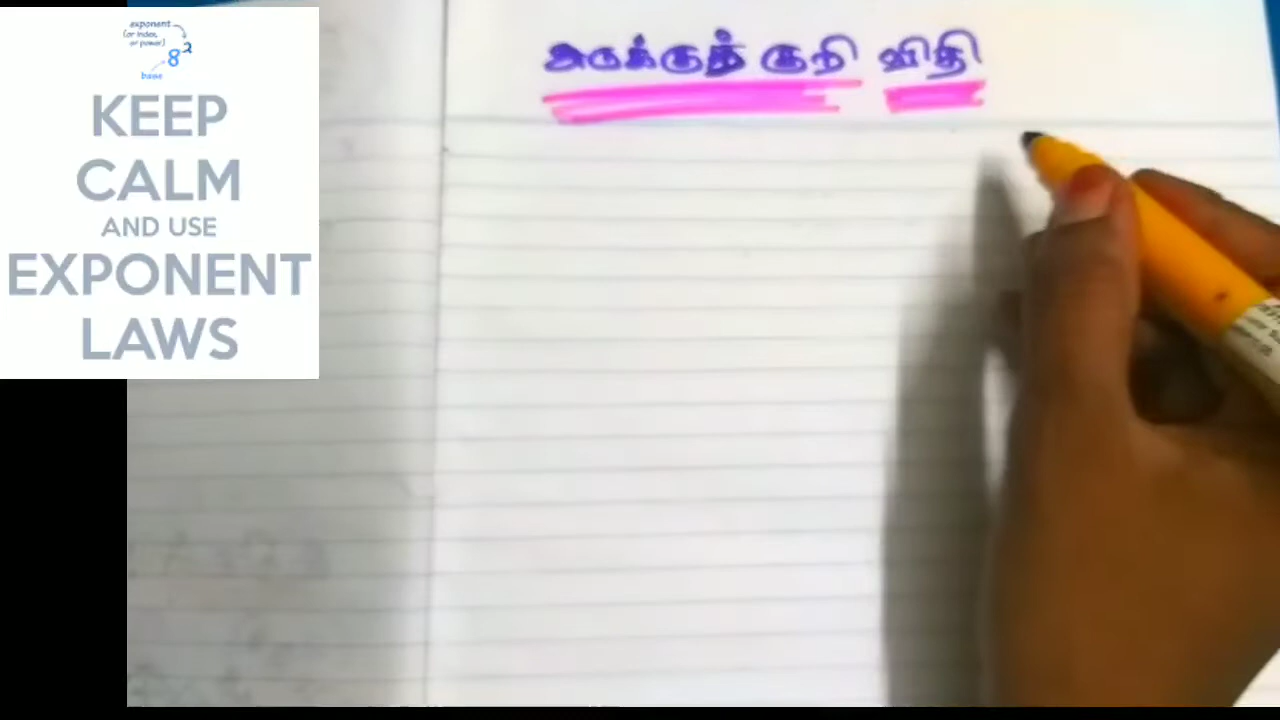 exponent
(or index,
or power)
8²
base
KEEP
CALM
AND USE
EXPONENT
LAWS
அடுக்குக் குறி விதி